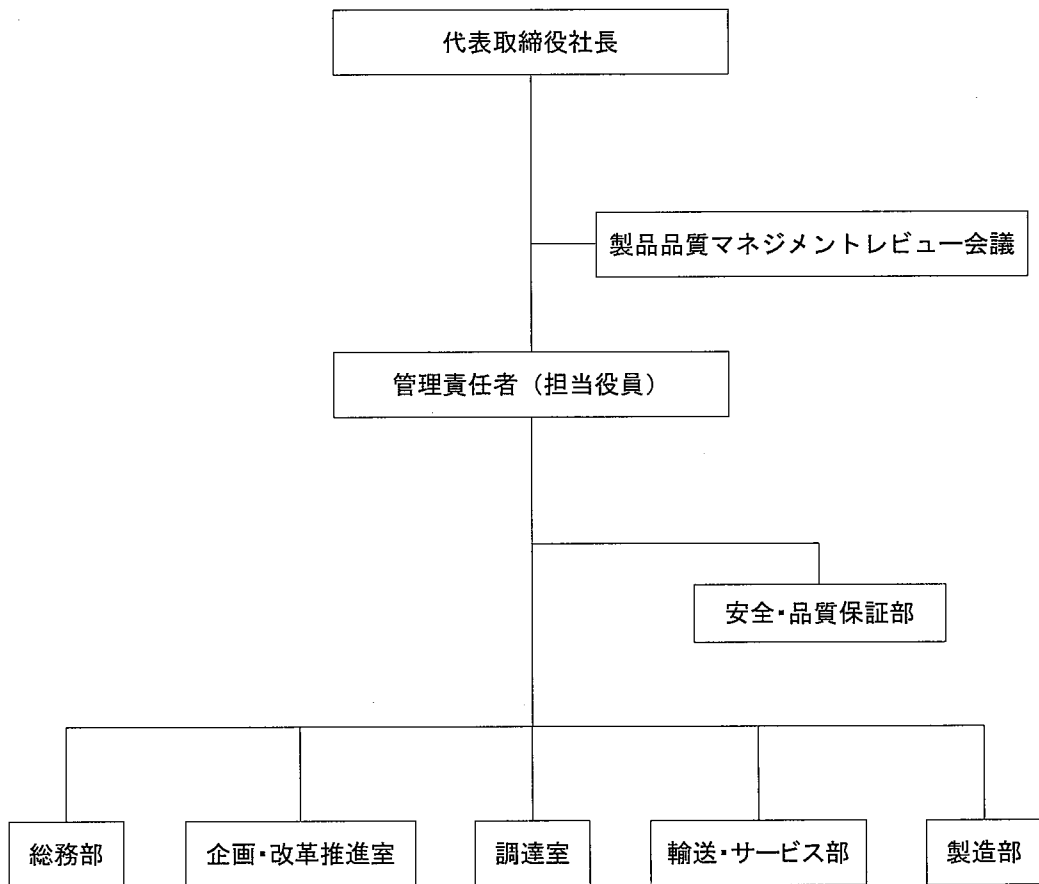 代表取締役社長
製品品質マネジメントレビュー会議
管理責任者（担当役員）
安全・品質保証部
総務部
企画・改革推進室
調達室
輸送・サービス部
製造部